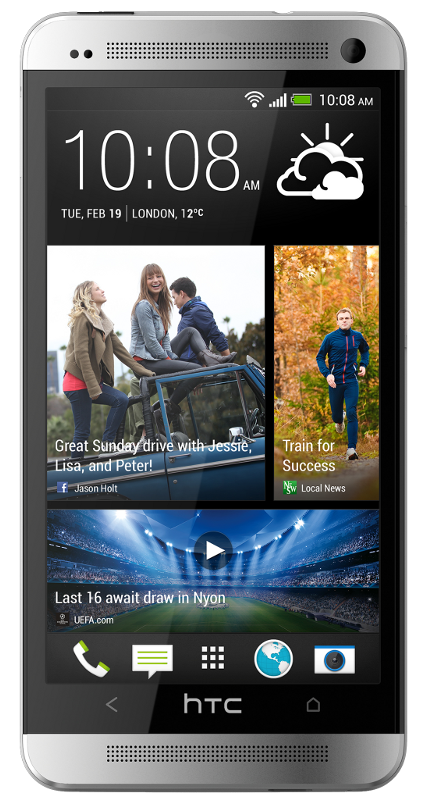 10:08 AM
10:08 AM
TUE, FEB 19 | LONDON, 12ºC
Great Sunday drive with Jessie,
Lisa, and Peter!
Jason Holt
Train for
Success
Local News
Last 16 await draw in Nyon
UEFA.com
hTC